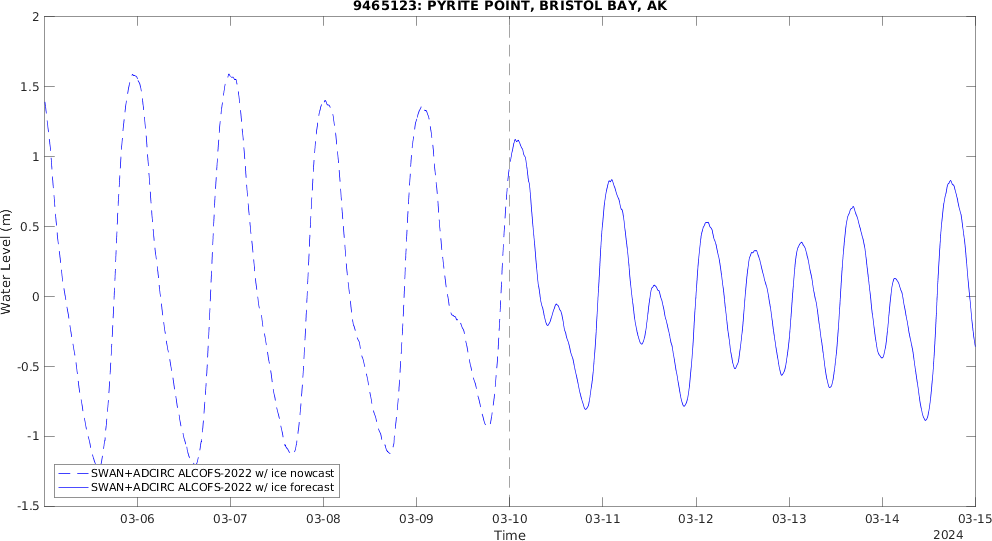 9465123: PYRITE POINT, BRISTOL BAY, AK
2
1.5
1
0.5
0
-0.5
-1
-1.5
Water Level (m)
SWAN+ADCIRC ALCOFS-2022 w/ ice nowcast
SWAN+ADCIRC ALCOFS-2022 w/ ice forecast
03-06 03-07 03-08 03-09 03-10 03-11 03-12 03-13 03-14 03-15
Time
2024